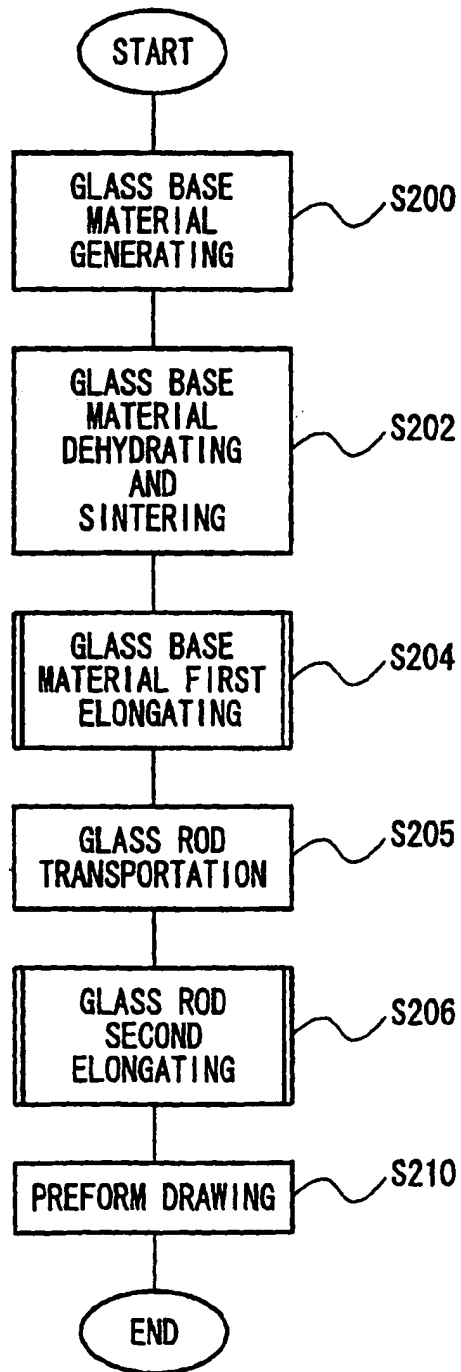 START
GLASS BASE
MATERIAL
GENERATING
S200
GLASS BASE
MATERIAL
DEHYDRATING
AND
SINTERING
S202
GLASS BASE
MATERIAL FIRST
ELONGATING
S204
GLASS ROD
TRANSPORTATION
S205
GLASS ROD
SECOND
ELONGATING
S206
PREFORM DRAWING
S210
END